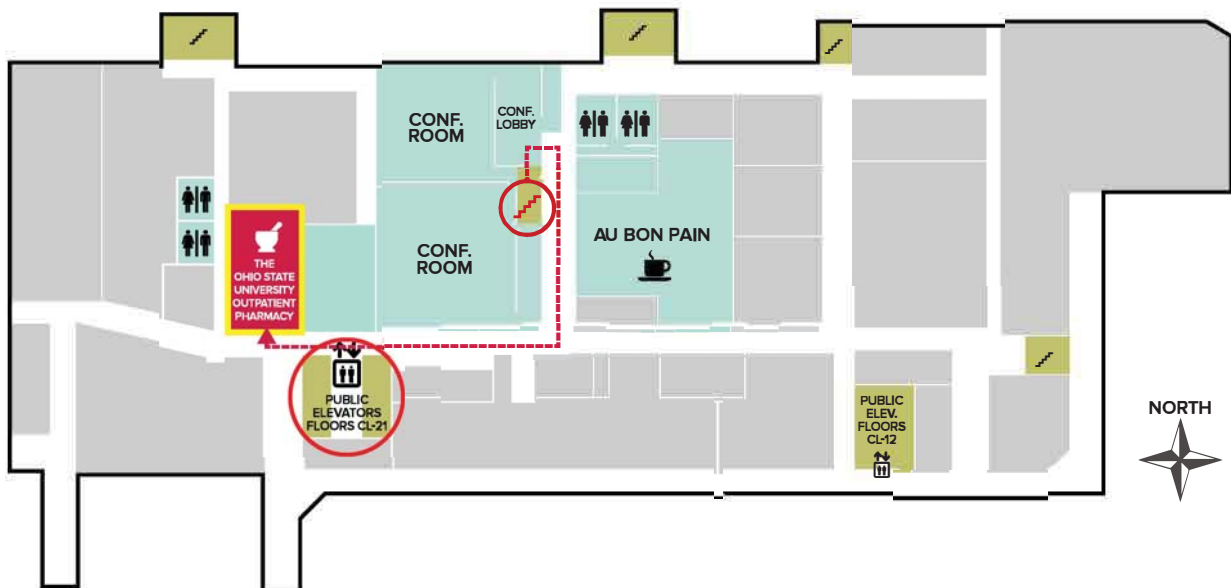 CONF.
ROOM
CONF.
LOBBY
THE
OHIO STATE
UNIVERSITY
OUTPATIENT
PHARMACY
CONF.
ROOM
AU BON PAIN
PUBLIC
ELEVATORS
FLOORS CL-21
PUBLIC
ELEV.
FLOORS
CL-12
NORTH